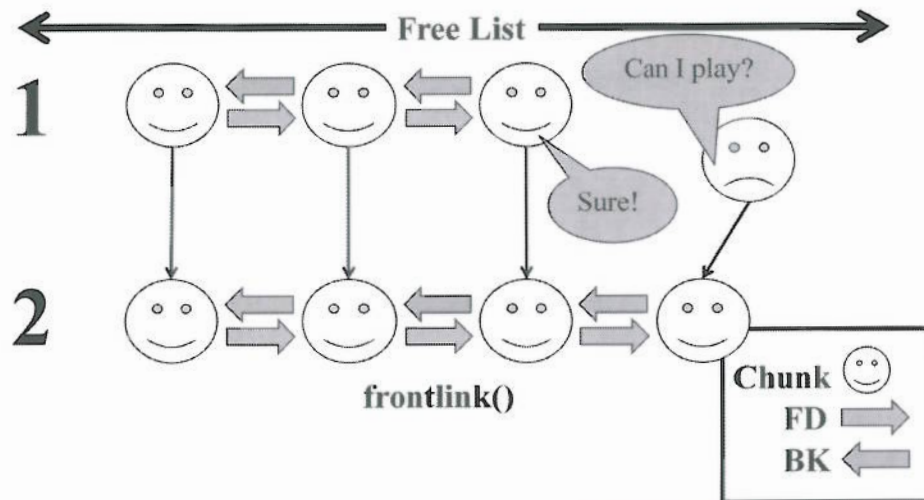 Free List
1
Can I play?
Sure!
2
frontlink()
Chunk
FD
BK